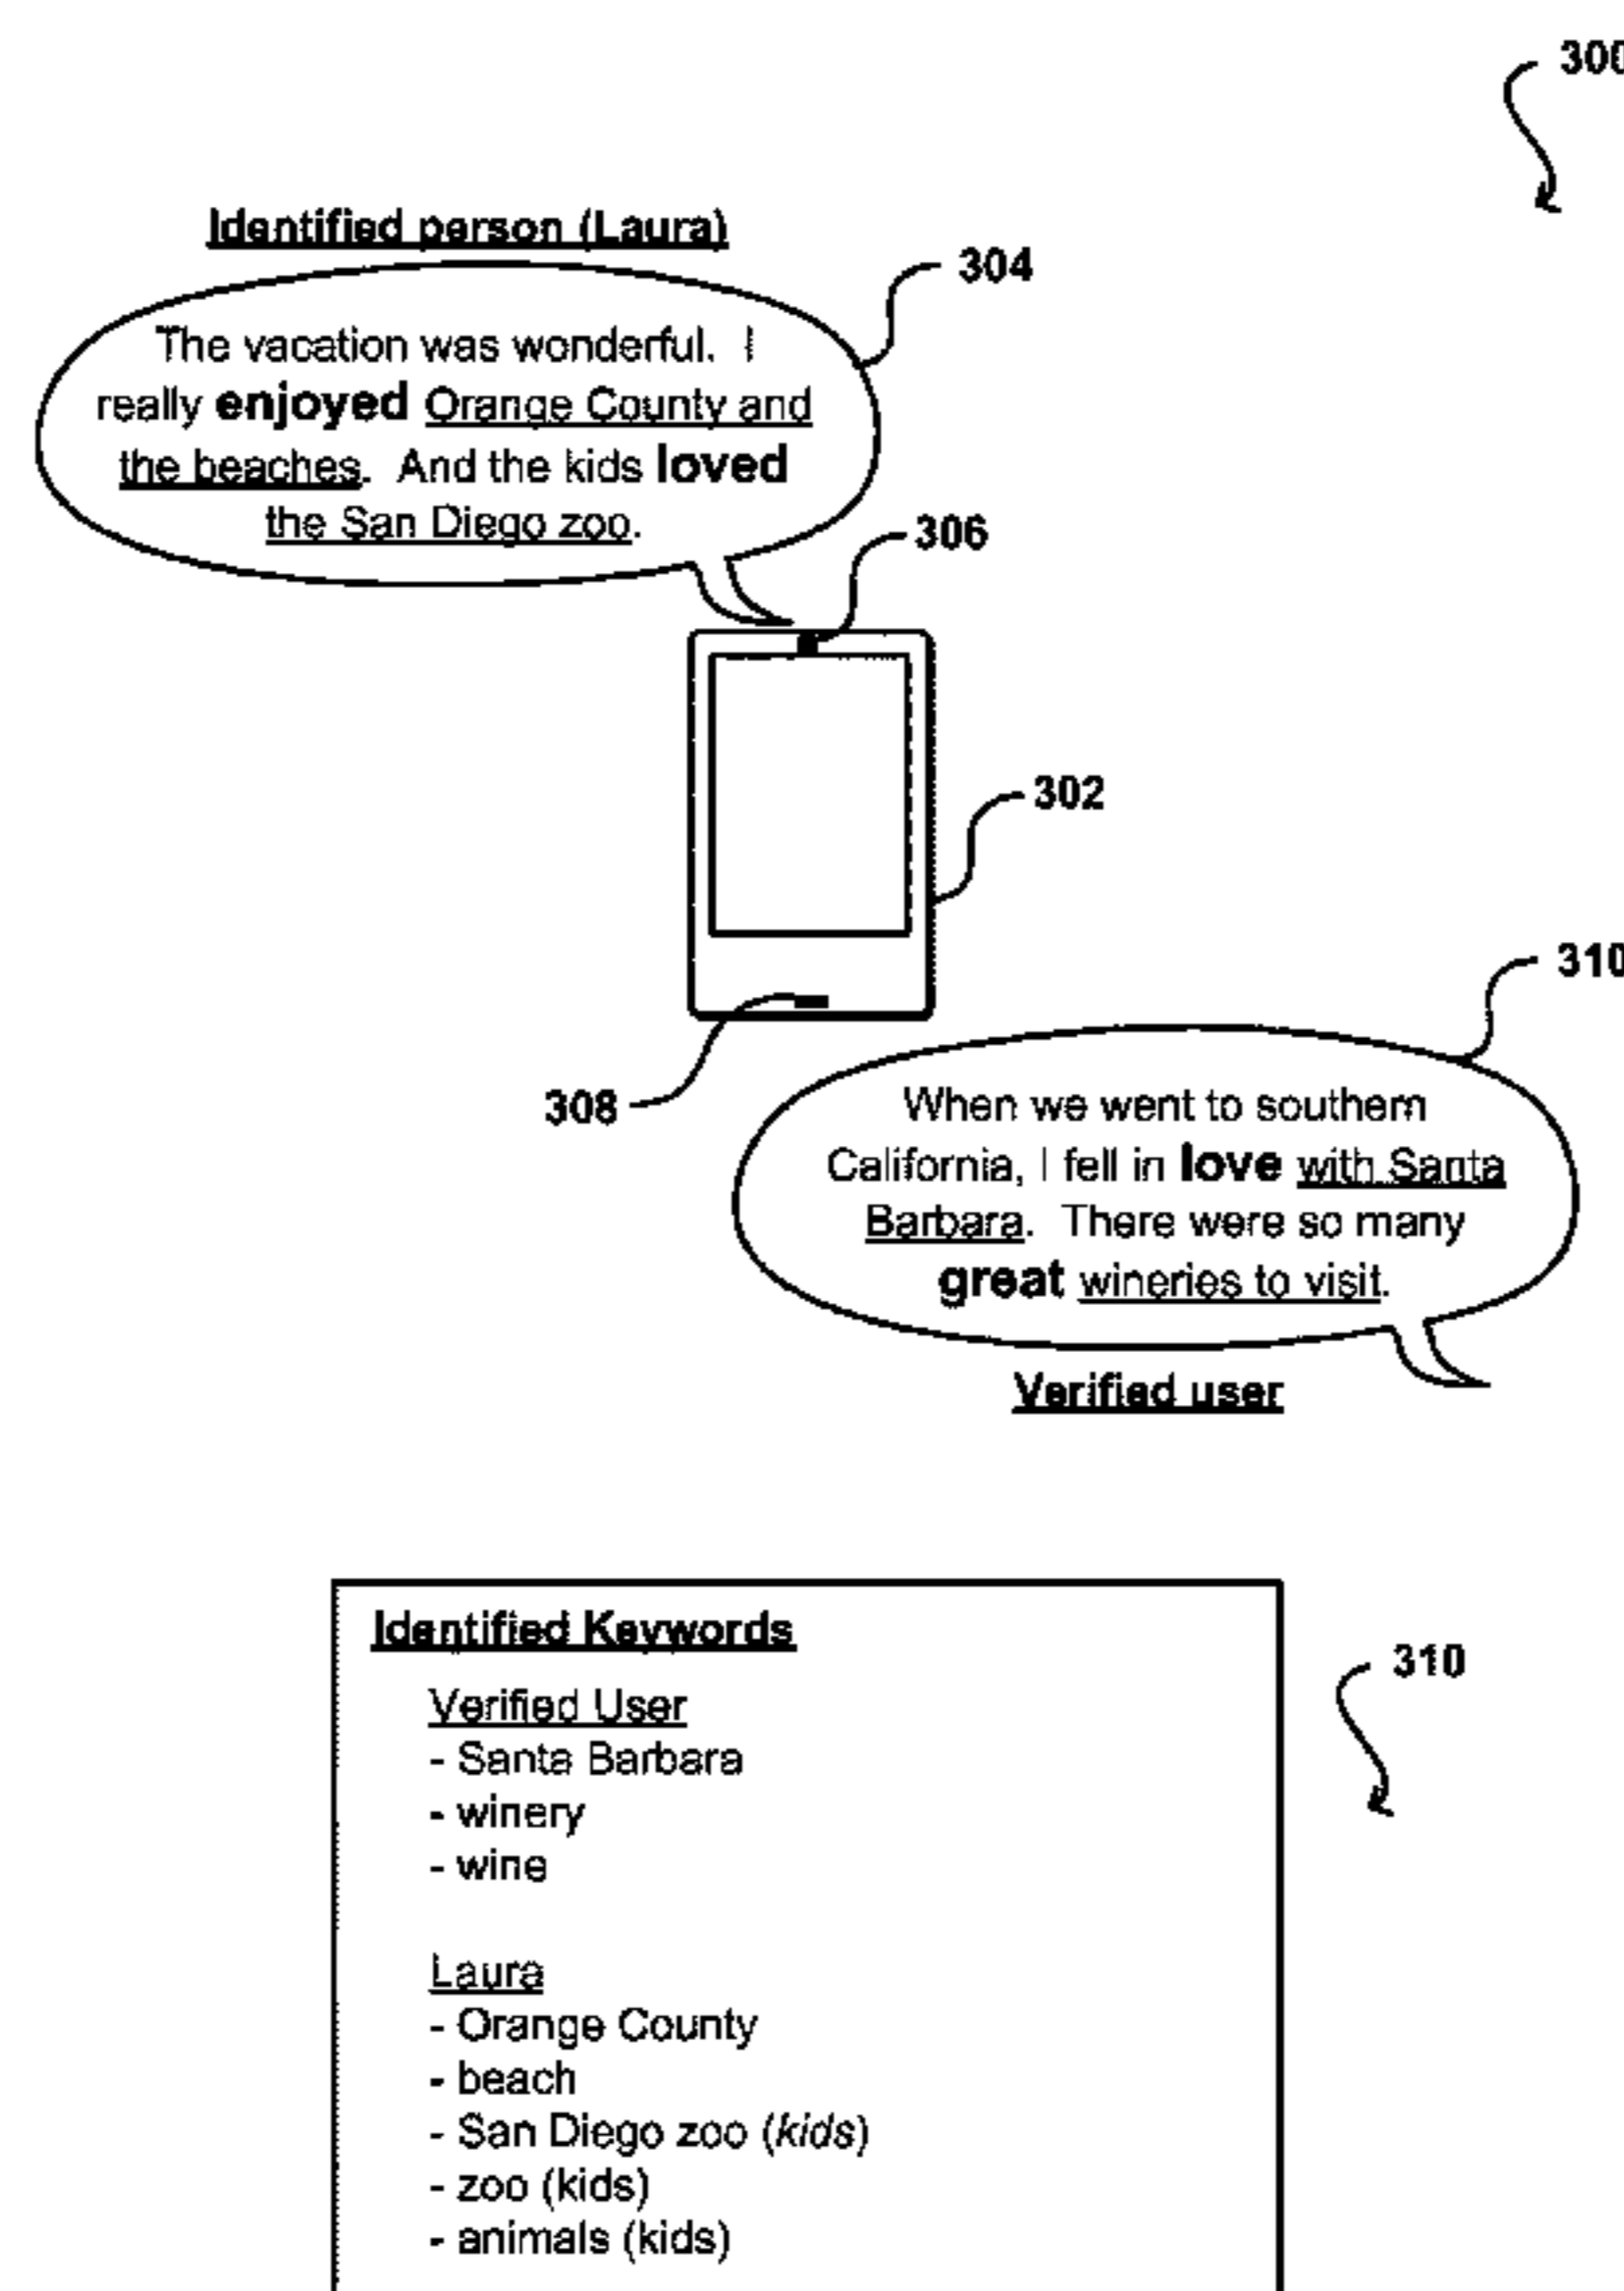 300
Identified person (Laura)
304
The vacation was wonderful. I
really enjoyed Orange County and
the beaches. And the kids loved
the San Diego zoo.
306
302
310
308
When we went to southern
California, I fell in love with Santa
Barbara. There were so many
great wineries to visit.
Verified user
Identified Keywords
310
Verified User
- Santa Barbara
- winery
- wine
Laura
- Orange County
- beach
- San Diego zoo (kids)
- zoo (kids)
- animals (kids)